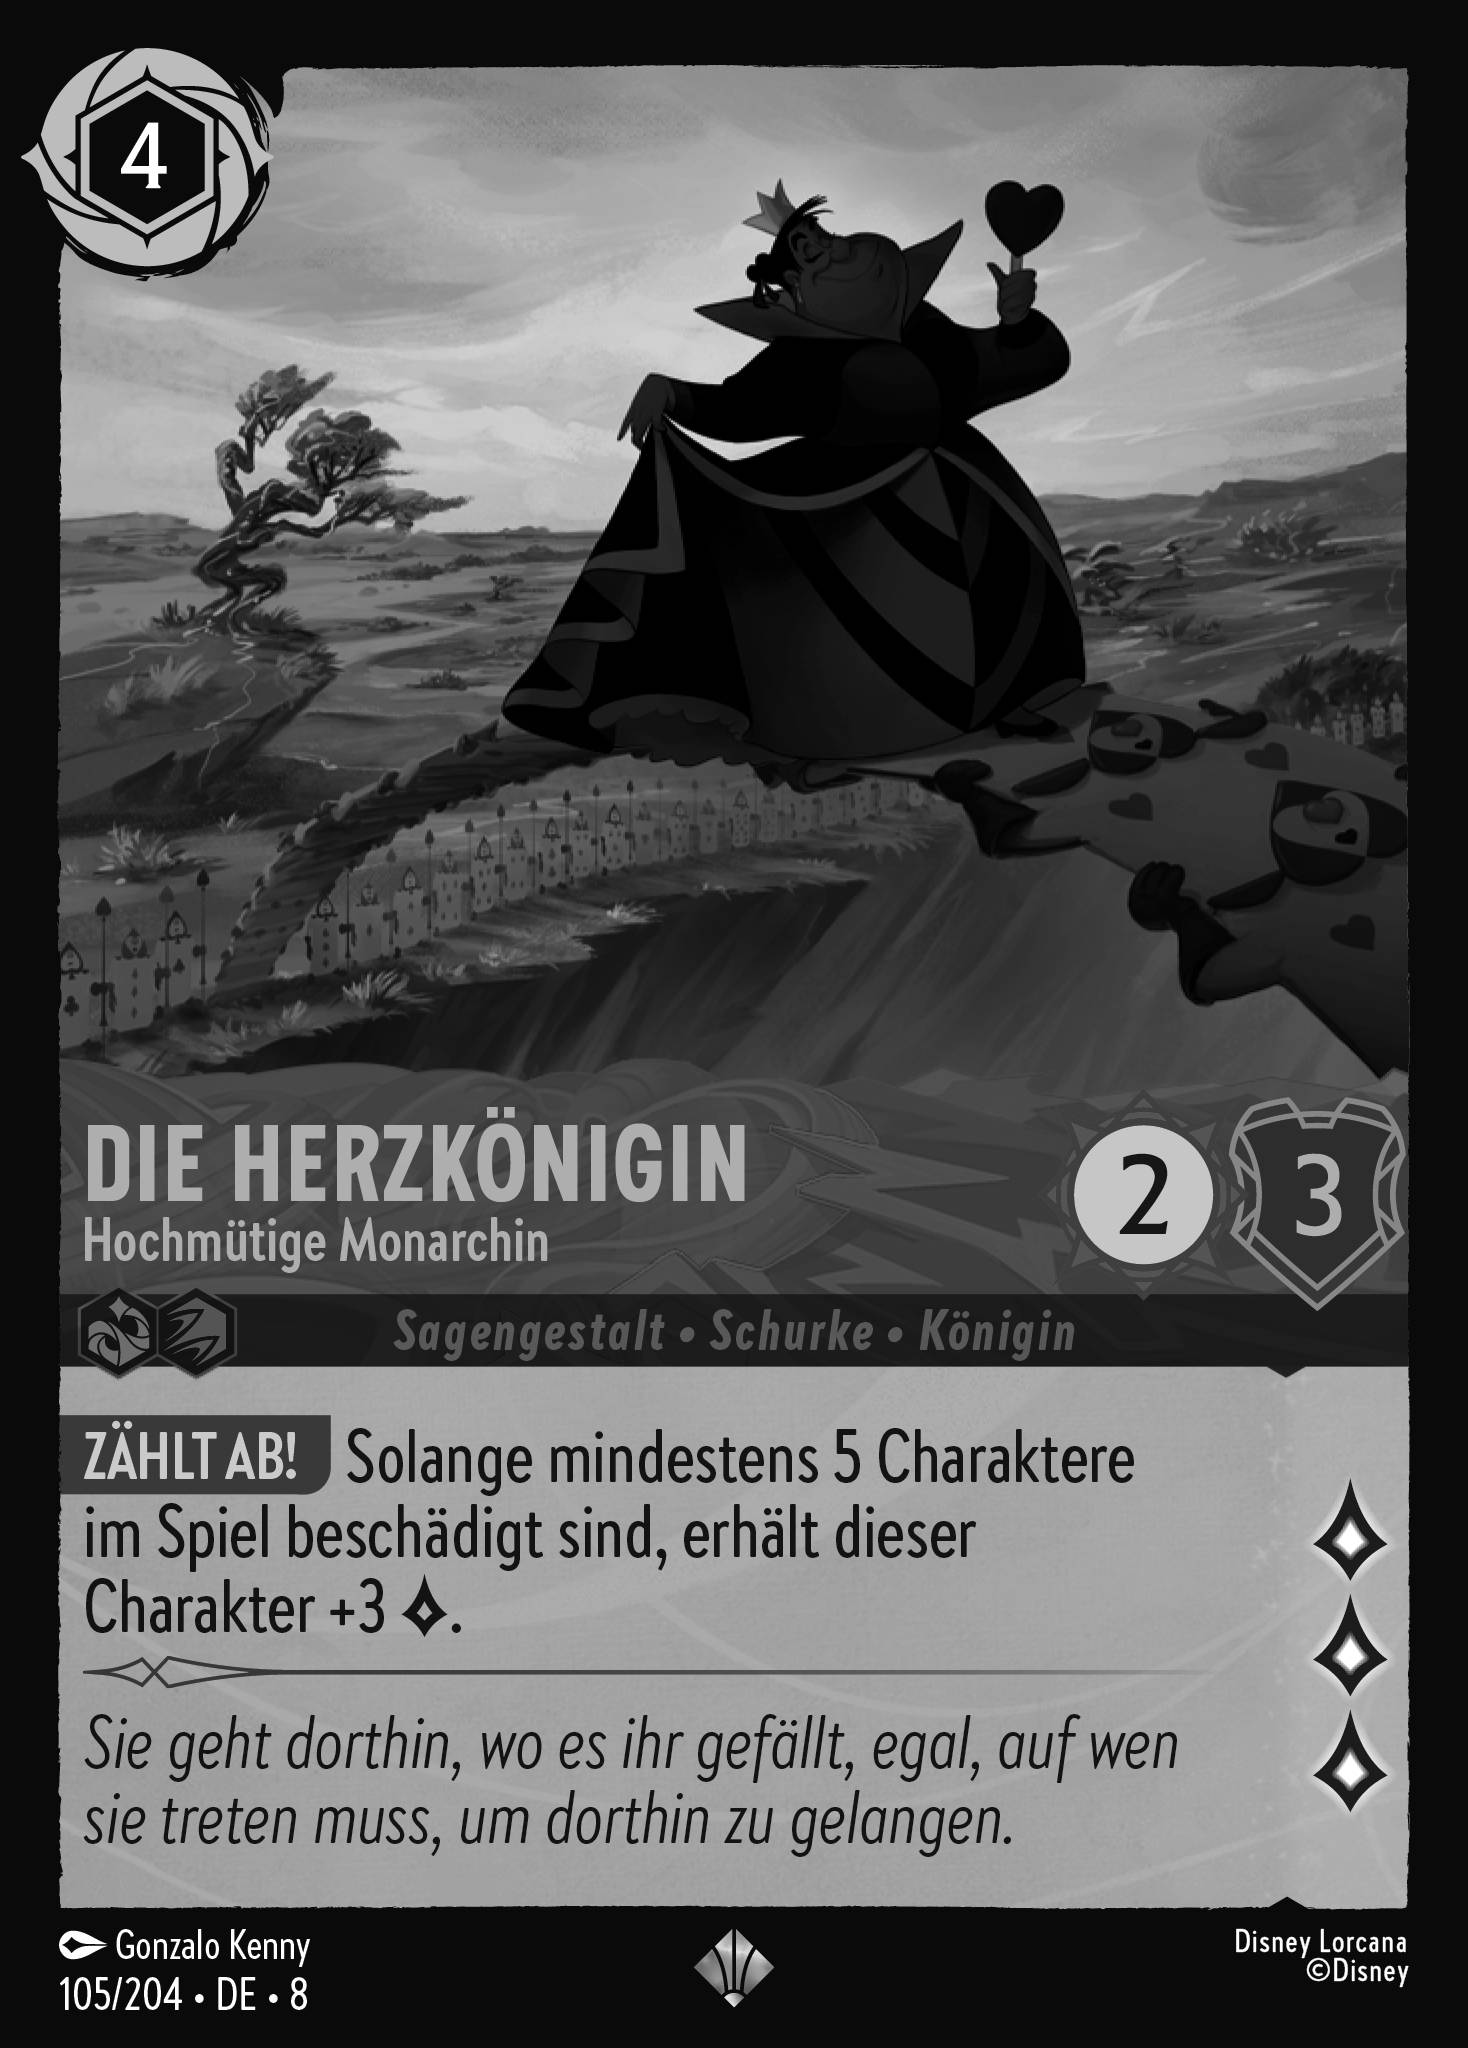 4
DIE HERZKÖNIGIN
Hochmütige Monarchin
2 3
Sagengestalt • Schurke • Königin
ZÄHLT AB! Solange mindestens 5 Charaktere
im Spiel beschädigt sind, erhält dieser
Charakter +3 .
Sie geht dorthin, wo es ihr gefällt, egal, auf wen
sie treten muss, um dorthin zu gelangen.
Gonzalo Kenny
105/204 • DE • 8
Disney Lorcana
©Disney